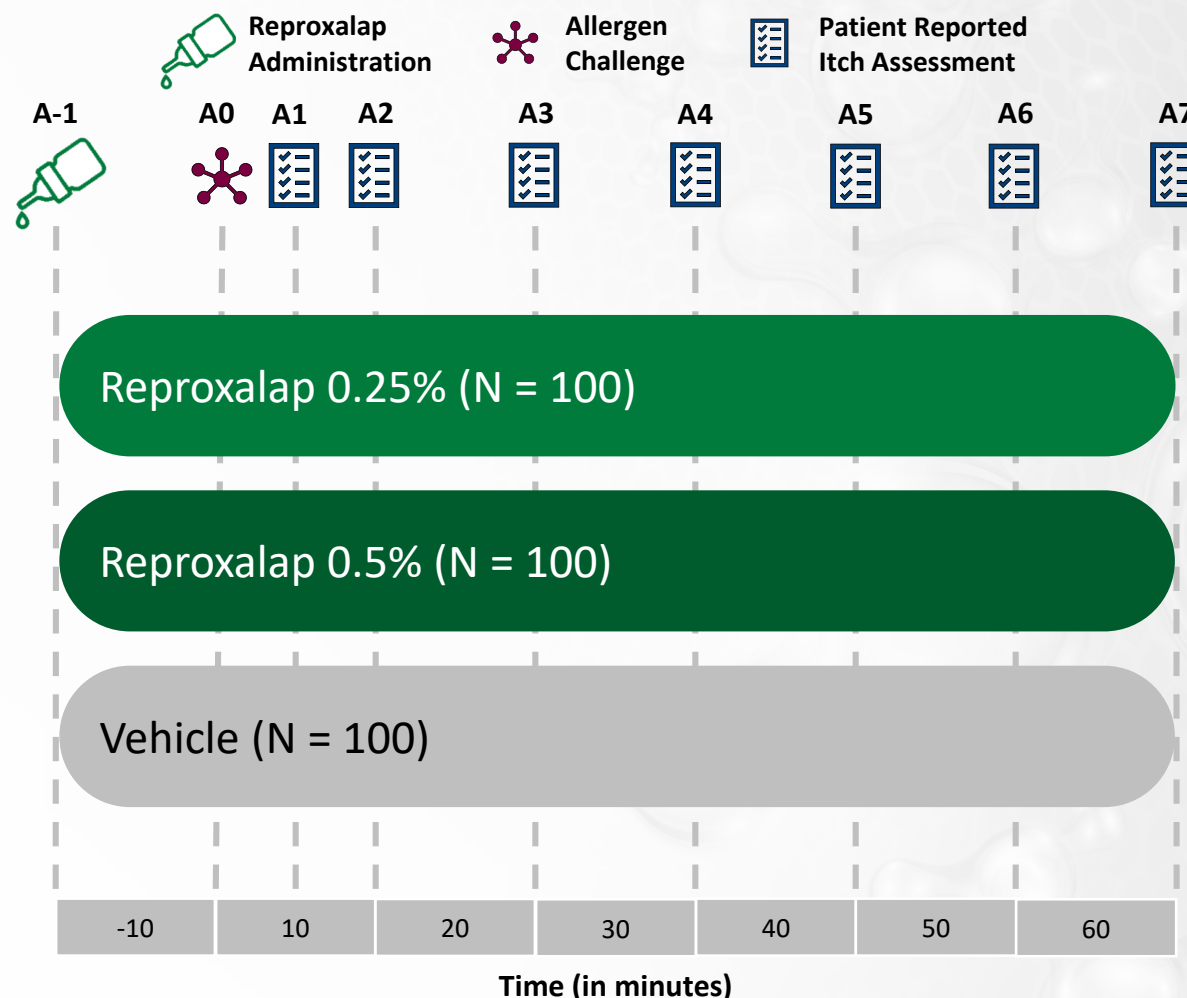 Reproxalap
Administration
Allergen
Challenge
Patient Reported
Itch Assessment
A-1 A0 A1 A2 A3 A4 A5 A6 A7
Reproxalap 0.25% (N = 100)
Reproxalap 0.5% (N = 100)
Vehicle (N = 100)
-10 10 20 30 40 50 60
Time (in minutes)